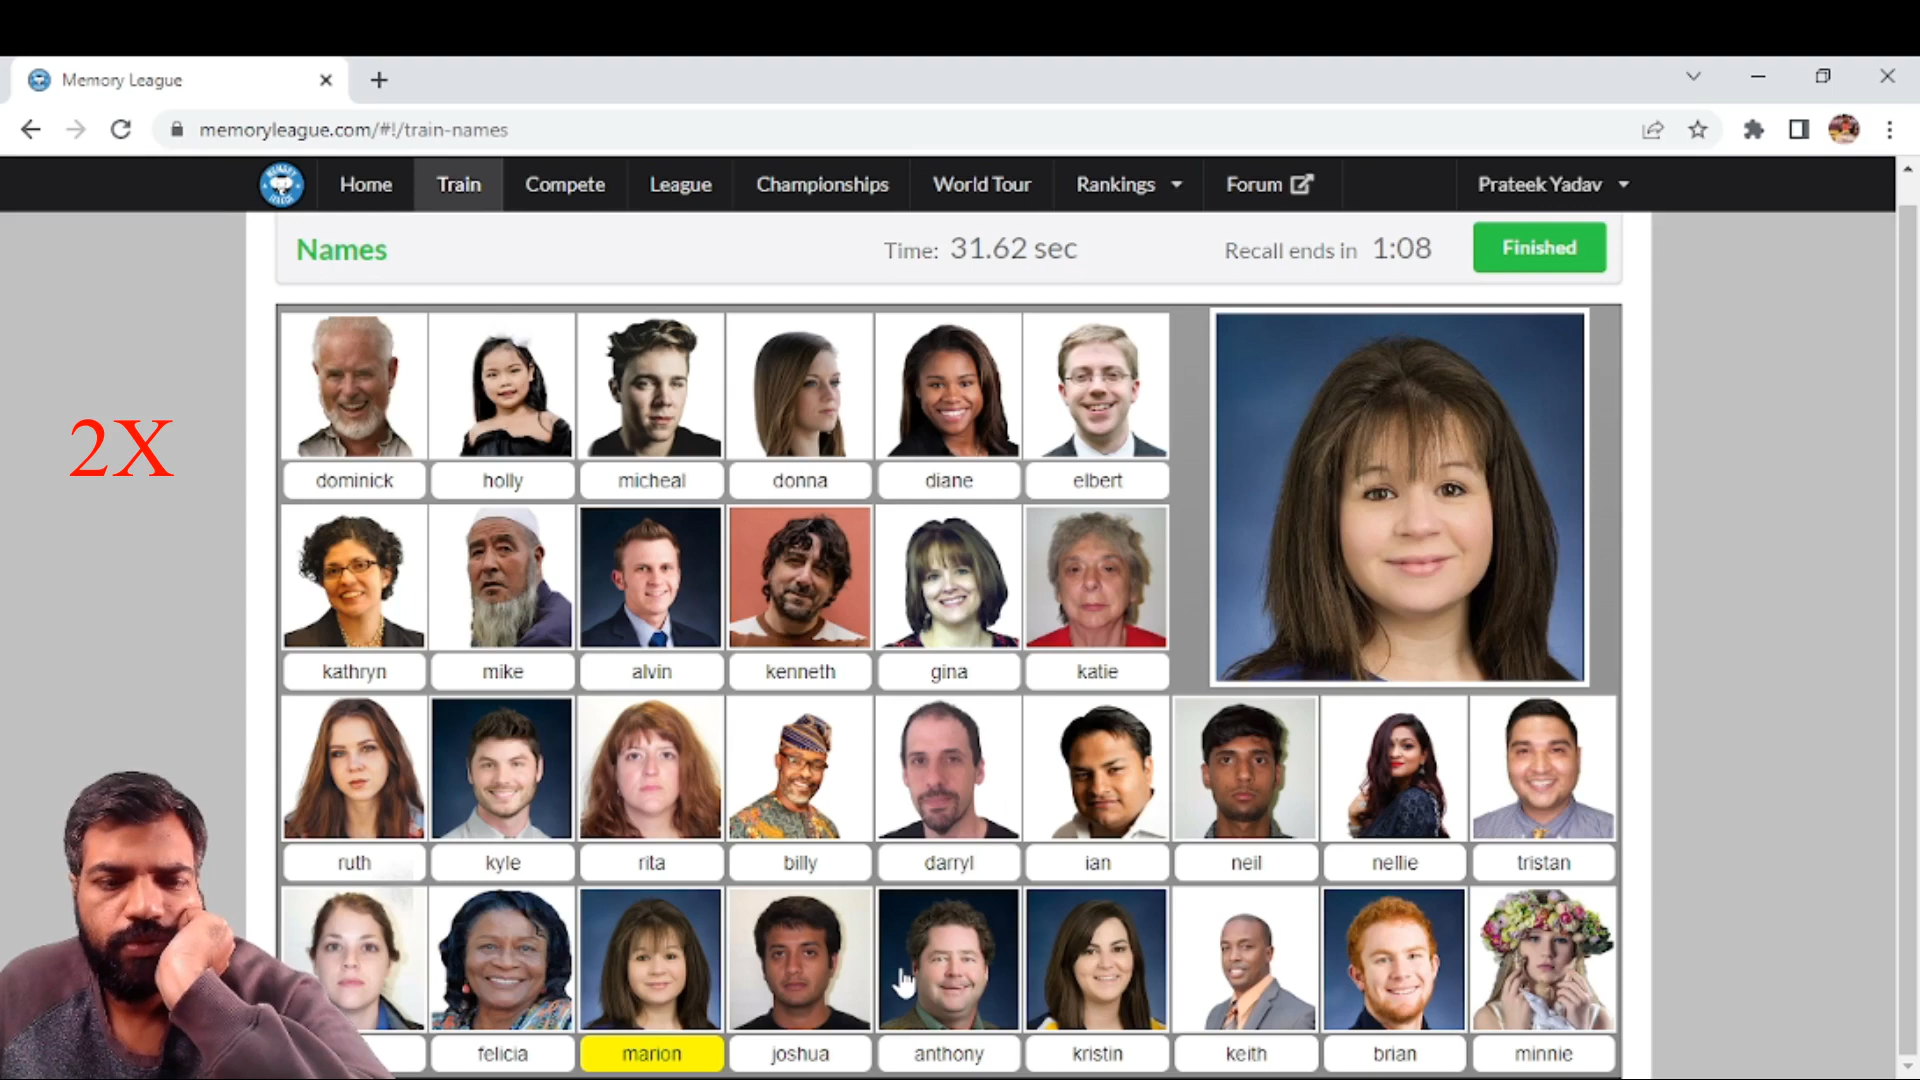 Memory League
memoryleague.com/#!/train-names
Home Train Compete League Championships World Tour Rankings Forum Prateek Yadav
Names Time: 31.62 sec Recall ends in 1:08 Finished
2X
dominick holly micheal donna diane elbert
kathryn mike alvin kenneth gina katie
ruth kyle rita billy darryl ian neil nellie tristan
felicia marion joshua anthony kristin keith brian minnie